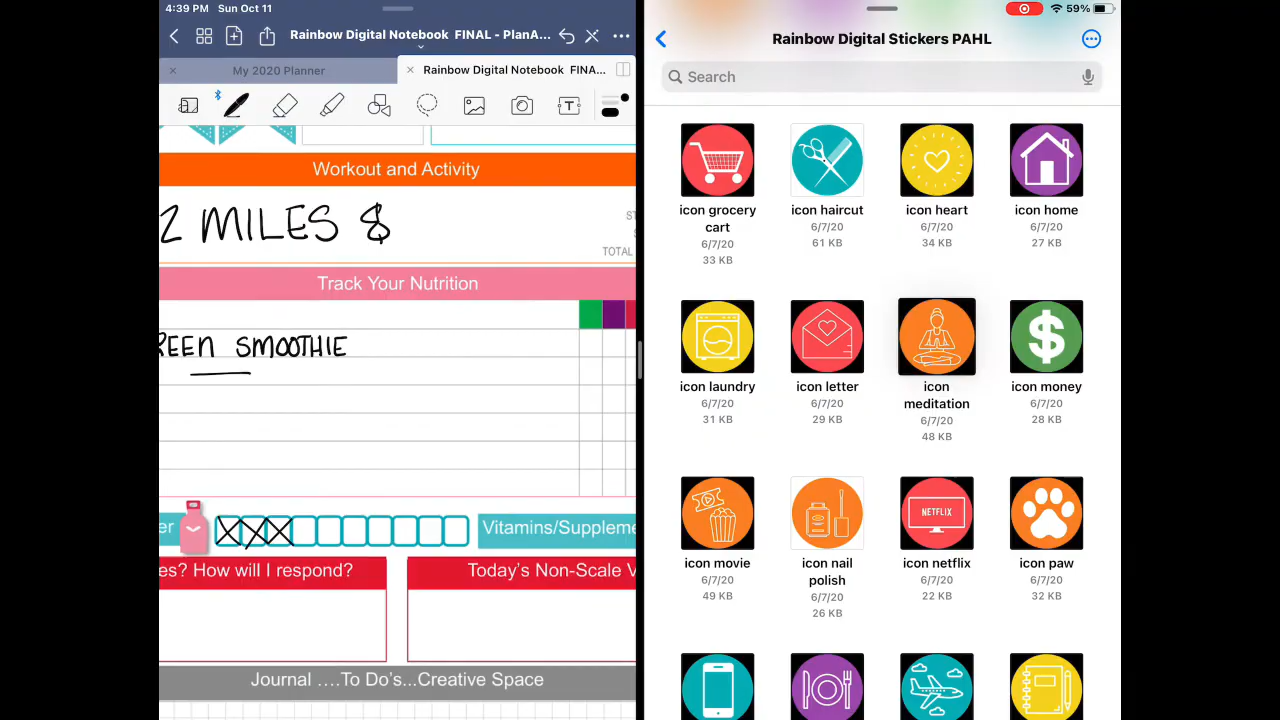 4:39 PM Sun Oct 11
Rainbow Digital Notebook FINAL - PlanA...
My 2020 Planner
Rainbow Digital Notebook FINA...
T
Workout and Activity
2 MILES $
ST
S
TOTAL
Track Your Nutrition
REEN SMOOTHIE
er
Vitamins/Suppleme
es? How will I respond?
Today's Non-Scale V
Journal ….To Do's...Creative Space
59%
Rainbow Digital Stickers PAHL
Search
icon grocery cart
6/7/20
33 KB
icon haircut
6/7/20
61 KB
icon heart
6/7/20
34 KB
icon home
6/7/20
27 KB
icon laundry
6/7/20
31 KB
icon letter
6/7/20
29 KB
icon meditation
6/7/20
48 KB
$
icon money
6/7/20
28 KB
icon movie
6/7/20
49 KB
icon nail polish
6/7/20
26 KB
NETFLIX
icon netflix
6/7/20
22 KB
icon paw
6/7/20
32 KB